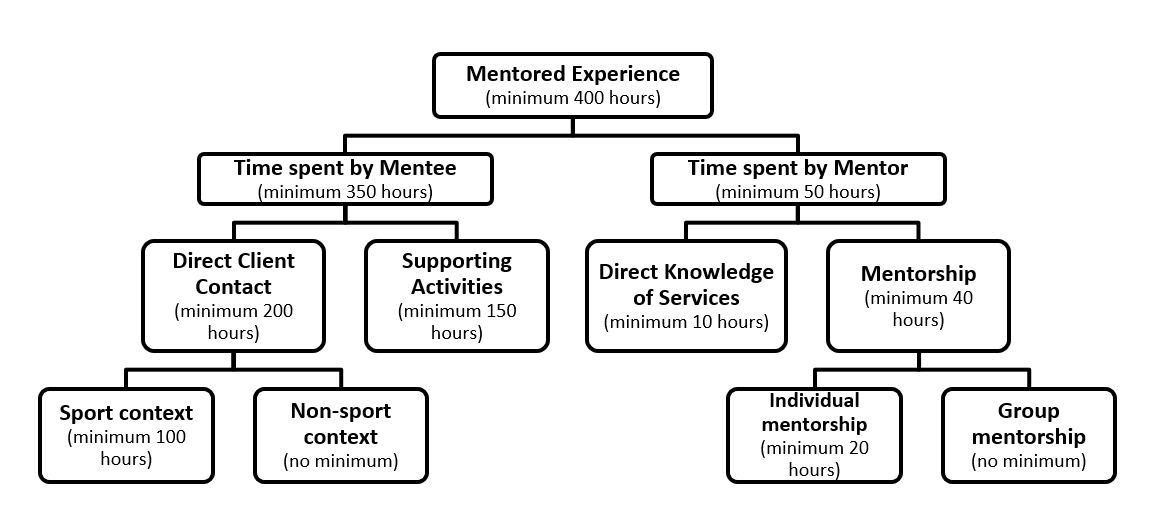 Mentored Experience
(minimum 400 hours)
Time spent by Mentee
(minimum 350 hours)
Time spent by Mentor
(minimum 50 hours)
Direct Client
Contact
(minimum 200
hours)
Supporting
Activities
(minimum 150
hours)
Direct Knowledge
of Services
(minimum 10 hours)
Mentorship
(minimum 40
hours)
Sport context
(minimum 100
hours)
Non-sport
context
(no minimum)
Individual
mentorship
(minimum 20
hours)
Group
mentorship
(no minimum)